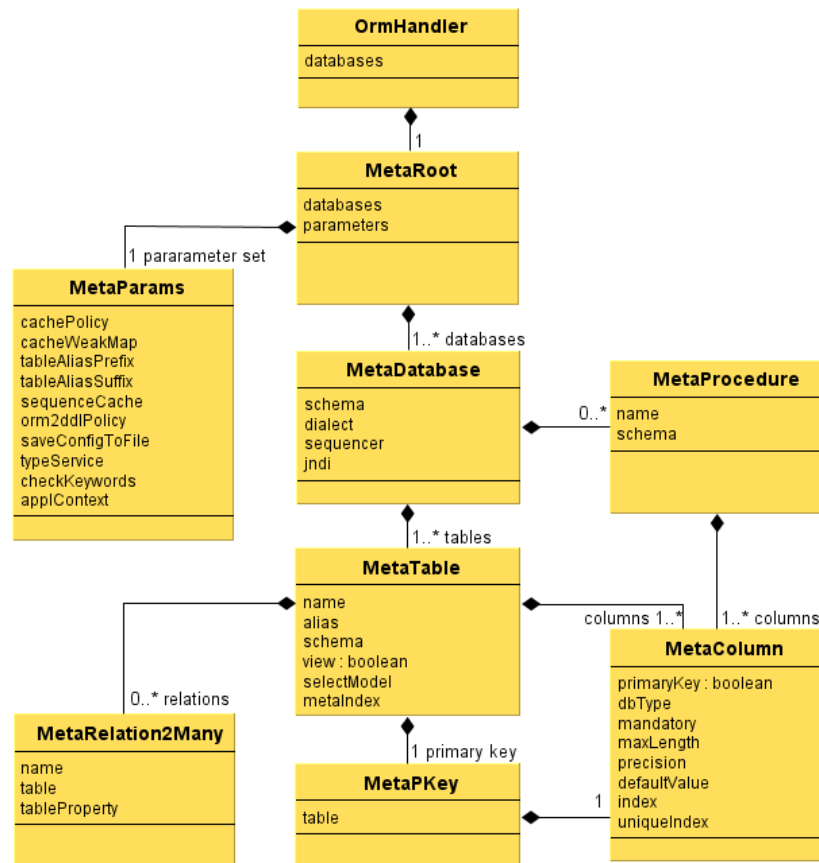 OrmHandler
databases
1
MetaRoot
databases
parameters
1 pararameter set
MetaParams
cachePolicy
cacheWeakMap
tableAliasPrefix
tableAliasSuffix
sequenceCache
orm2ddlPolicy
saveConfigToFile
typeService
checkKeywords
applContext
1..* databases
MetaDatabase
schema
dialect
sequencer
jndi
0..*
MetaProcedure
name
schema
1..* tables
MetaTable
name
alias
schema
view : boolean
selectModel
metaIndex
columns 1..*
1..* columns
MetaColumn
primaryKey : boolean
dbType
mandatory
maxLength
precision
defaultValue
index
uniqueIndex
0..* relations
MetaRelation2Many
name
table
tableProperty
1 primary key
MetaPKey
table
1